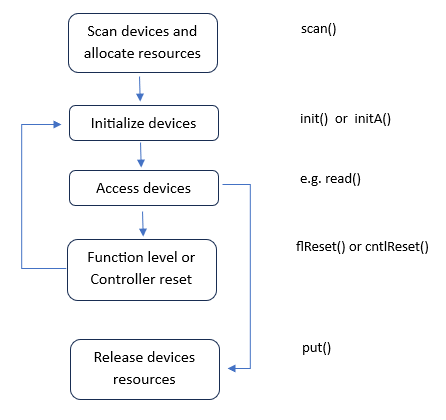 Scan devices and
allocate resources
scan()
Initialize devices
init() or initA()
Access devices
e.g. read()
Function level or
Controller reset
flReset() or cntlReset()
Release devices
resources
put()